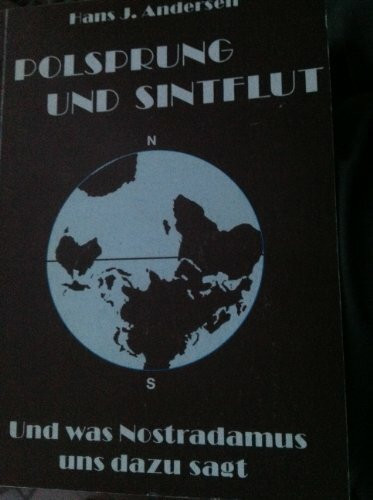 Hans J. Andersen
POLSPRUNG
UND SINTFLUT
N
S
Und was Nostradamus
uns dazu sagt